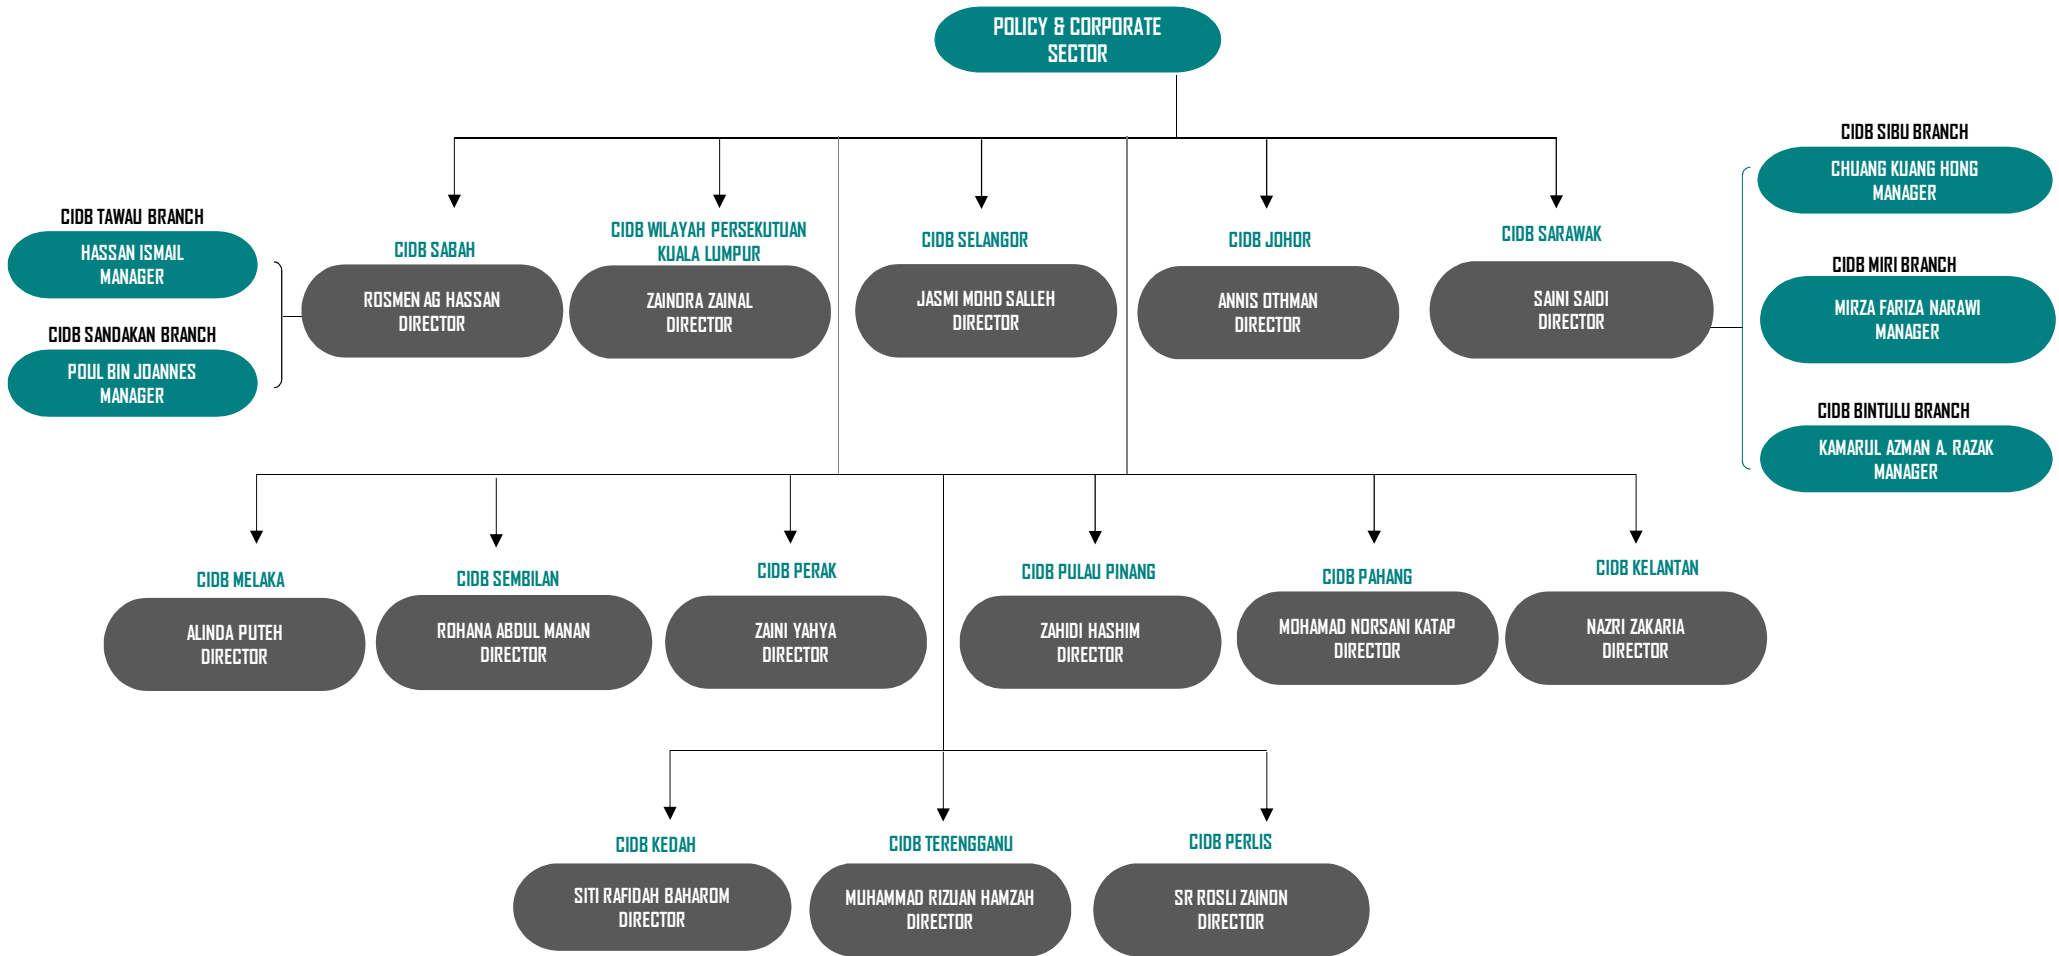 POLICY & CORPORATE
SECTOR
CIDB TAWAU BRANCH
HASSAN ISMAIL
MANAGER
CIDB SANDAKAN BRANCH
POUL BIN JOANNES
MANAGER
CIDB SABAH
ROSMEN AG HASSAN
DIRECTOR
CIDB WILAYAH PERSEKUTUAN
KUALA LUMPUR
ZAINORA ZAINAL
DIRECTOR
CIDB SELANGOR
JASMI MOHD SALLEH
DIRECTOR
CIDB JOHOR
ANNIS OTHMAN
DIRECTOR
CIDB SARAWAK
SAINI SAIDI
DIRECTOR
CIDB SIBU BRANCH
CHUANG KUANG HONG
MANAGER
CIDB MIRI BRANCH
MIRZA FARIZA NARAWI
MANAGER
CIDB BINTULU BRANCH
KAMARUL AZMAN A. RAZAK
MANAGER
CIDB MELAKA
ALINDA PUTEH
DIRECTOR
CIDB SEMBILAN
ROHANA ABDUL MANAN
DIRECTOR
CIDB PERAK
ZAINI YAHYA
DIRECTOR
CIDB PULAU PINANG
ZAHIDI HASHIM
DIRECTOR
CIDB PAHANG
MOHAMAD NORSANI KATAP
DIRECTOR
CIDB KELANTAN
NAZRI ZAKARIA
DIRECTOR
CIDB KEDAH
SITI RAFIDAH BAHAROM
DIRECTOR
CIDB TERENGGANU
MUHAMMAD RIZUAN HAMZAH
DIRECTOR
CIDB PERLIS
SR ROSLI ZAINON
DIRECTOR